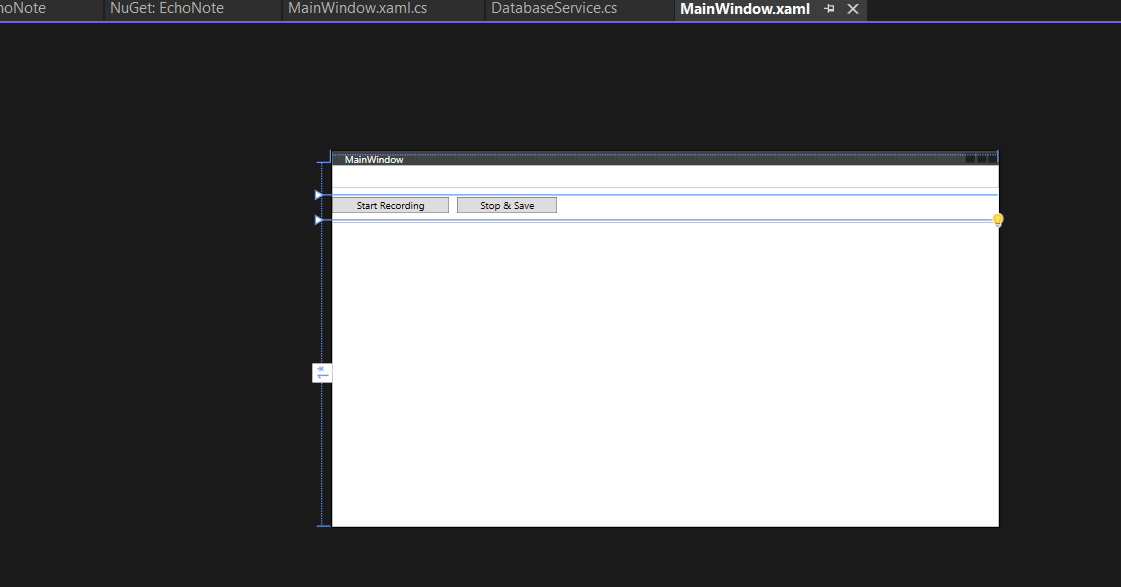 hoNote
NuGet: EchoNote
MainWindow.xaml.cs
DatabaseService.cs
MainWindow.xaml
MainWindow
Start Recording
Stop & Save